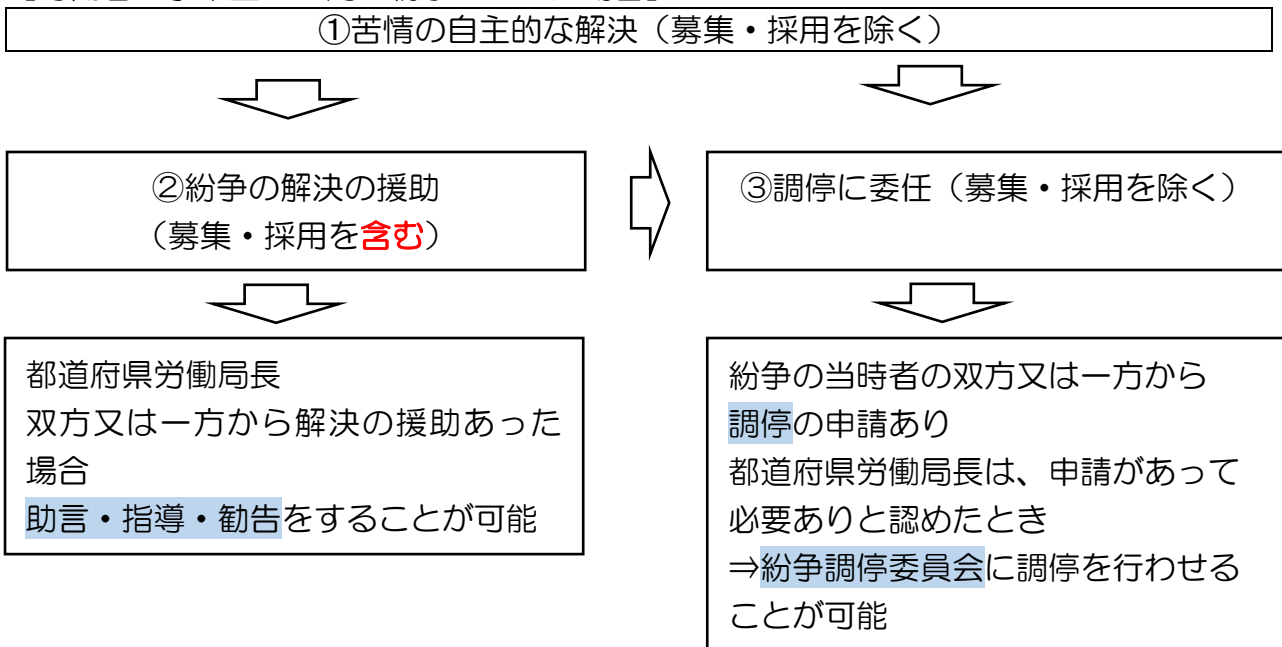 ①苦情の自主的な解決(募集・採用を除く)
②紛争の解決の援助
(募集・採用を含む)
③調停に委任(募集・採用を除く)
都道府県労働局長
双方又は一方から解決の援助あった
場合
助言・指導・勧告をすることが可能
紛争の当時者の双方又は一方から
調停の申請あり
都道府県労働局長は、申請があって
必要ありと認めたとき
⇒紛争調停委員会に調停を行わせる
ことが可能